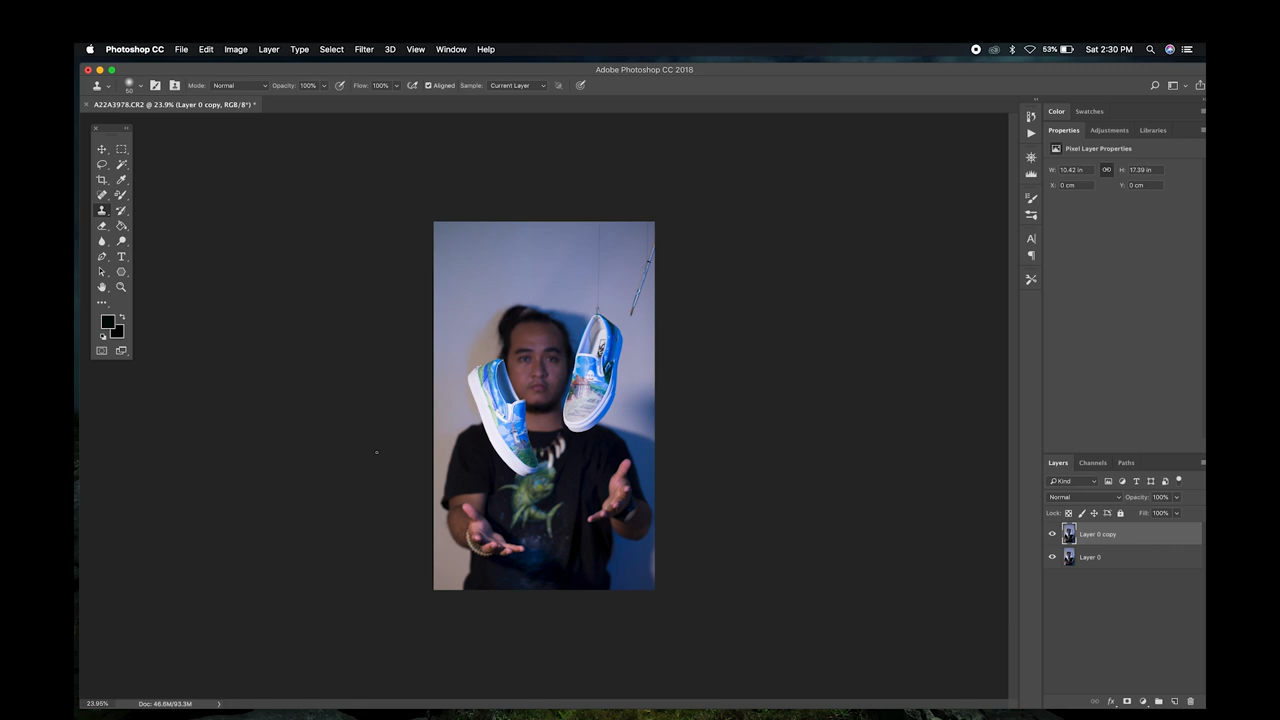 Photoshop CC File Edit Image Layer Type Select Filter 3D View Window Help 53% Sat 2:30 PM
Adobe Photoshop CC 2018
50 Mode: Normal Opacity: 100% Flow: 100% Aligned Sample: Current Layer
× A22A3978.CR2 @ 23.9% (Layer 0 copy, RGB/8*) *
Color Swatches
Properties Adjustments Libraries
Pixel Layer Properties
W: 10.42 in H: 17.39 in
X: 0 cm Y: 0 cm
Layers Channels Paths
Kind
Normal Opacity: 100%
Lock: Fill: 100%
Layer 0 copy
Layer 0
23.95% Doc: 46.6M/93.3M